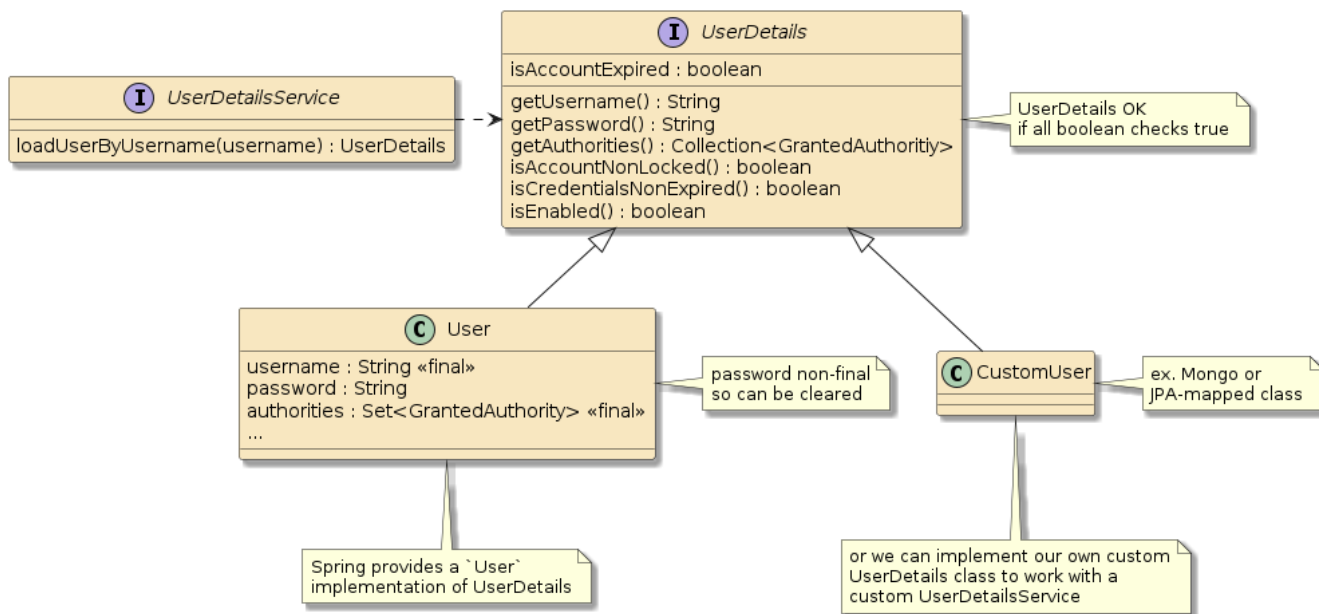 I UserDetails
isAccountExpired : boolean
getUsername() : String
getPassword() : String
getAuthorities() : Collection<GrantedAuthoritiy>
isAccountNonLocked() : boolean
isCredentialsNonExpired() : boolean
isEnabled() : boolean
I UserDetailsService
loadUserByUsername(username) : UserDetails
UserDetails OK
if all boolean checks true
C User
username : String «final»
password : String
authorities : Set<GrantedAuthority> «final»
...
password non-final
so can be cleared
C CustomUser
ex. Mongo or
JPA-mapped class
Spring provides a `User`
implementation of UserDetails
or we can implement our own custom
UserDetails class to work with a
custom UserDetailsService